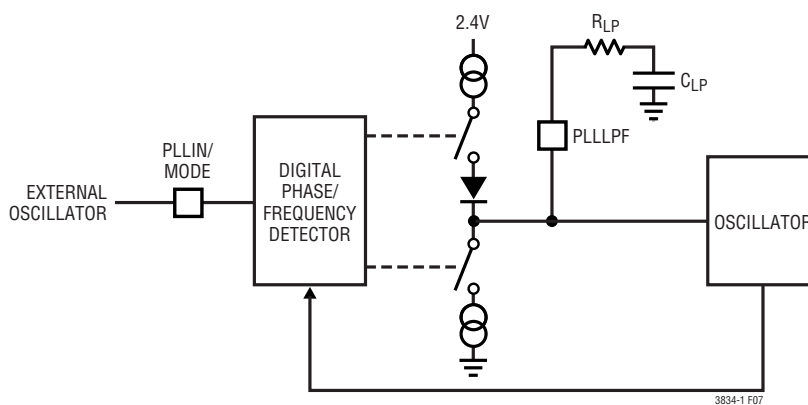 2.4V
RLP
CLP
PLLLPF
PLLIN/
MODE
EXTERNAL
OSCILLATOR
DIGITAL
PHASE/
FREQUENCY
DETECTOR
OSCILLATOR
3834-1 F07